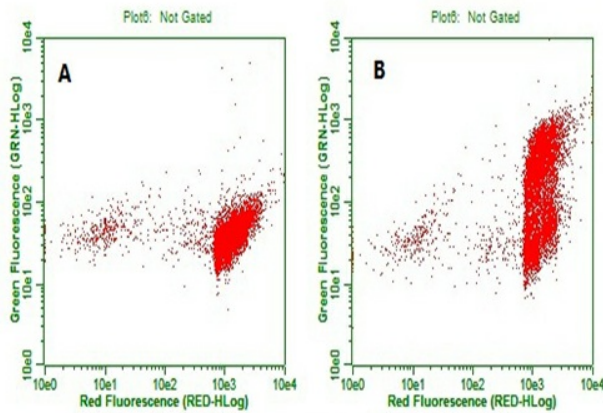 Plot6: Not Gated
A
Green Fluorescence (GRN-HLog)
10e4
10e3
10e2
10e1
10e0
10e0 10e1 10e2 10e3 10e4
Red Fluorescence (RED-HLog)
Plot6: Not Gated
B
Green Fluorescence (GRN-HLog)
10e4
10e3
10e2
10e1
10e0
10e0 10e1 10e2 10e3 10e4
Red Fluorescence (RED-HLog)